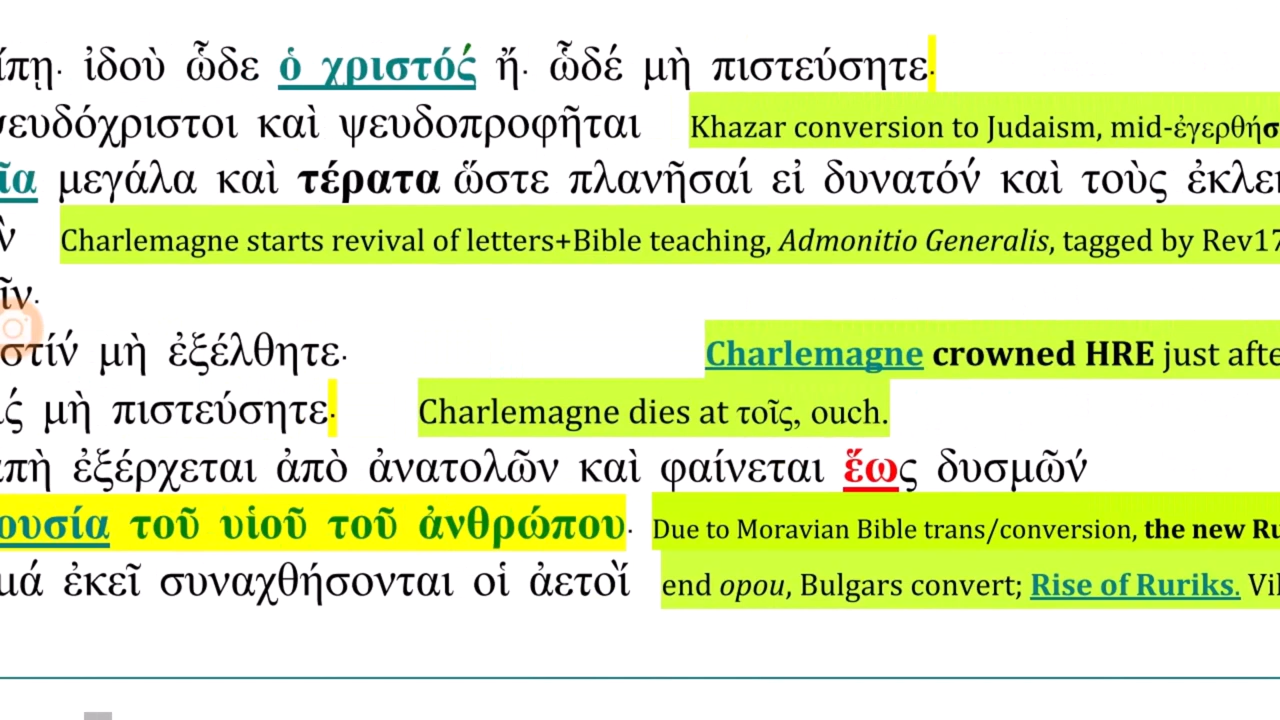 ίπῃ· ἰδοὺ ὧδε ὁ χριστός́ ἤ· ὧδέ μὴ πιστεύσητε·
ψευδόχριστοι καὶ ψευδοπροφῆται Khazar conversion to Judaism, mid-ἐγερθήσ
ῖα μεγάλα καὶ τέρατα ὥστε πλανῆσαί εἰ δυνατόν́ καὶ τοὺς ἐκλε
ν Charlemagne starts revival of letters+Bible teaching, Admonitio Generalis, tagged by Rev17
ῖν·
στίν́ μὴ ἐξέλθητε· Charlemagne crowned HRE just afte
ς́ μὴ πιστεύσητε· Charlemagne dies at τοῖς, ouch.
πὴ ἐξέρχεται ἀπὸ ἀνατολῶν καὶ φαίνεται ἕως δυσμῶν́
ουσία τοῦ υἱοῦ τοῦ ἀνθρώπου· Due to Moravian Bible trans/conversion, the new Ru
μά ἐκεῖ συναχθήσονται οἱ ἀετοΐ end opou, Bulgars convert; Rise of Ruriks. Vi